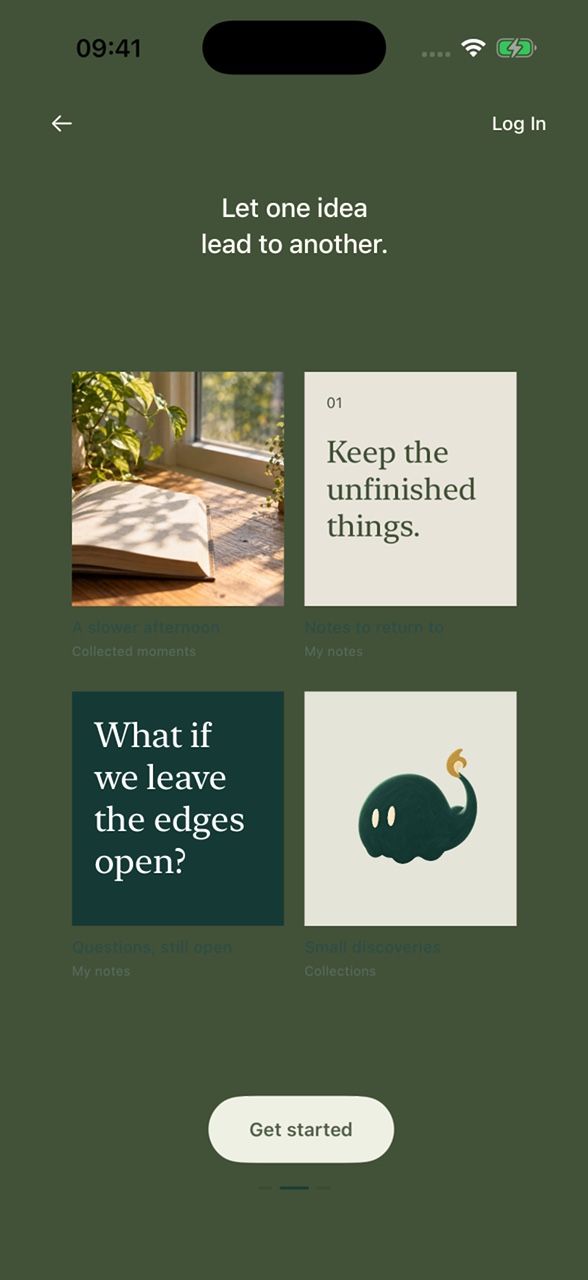 09:41
Log In
Let one idea
lead to another.
01
Keep the
unfinished
things.
A slower afternoon
Collected moments
Notes to return to
My notes
What if
we leave
the edges
open?
Questions, still open
My notes
Small discoveries
Collections
Get started